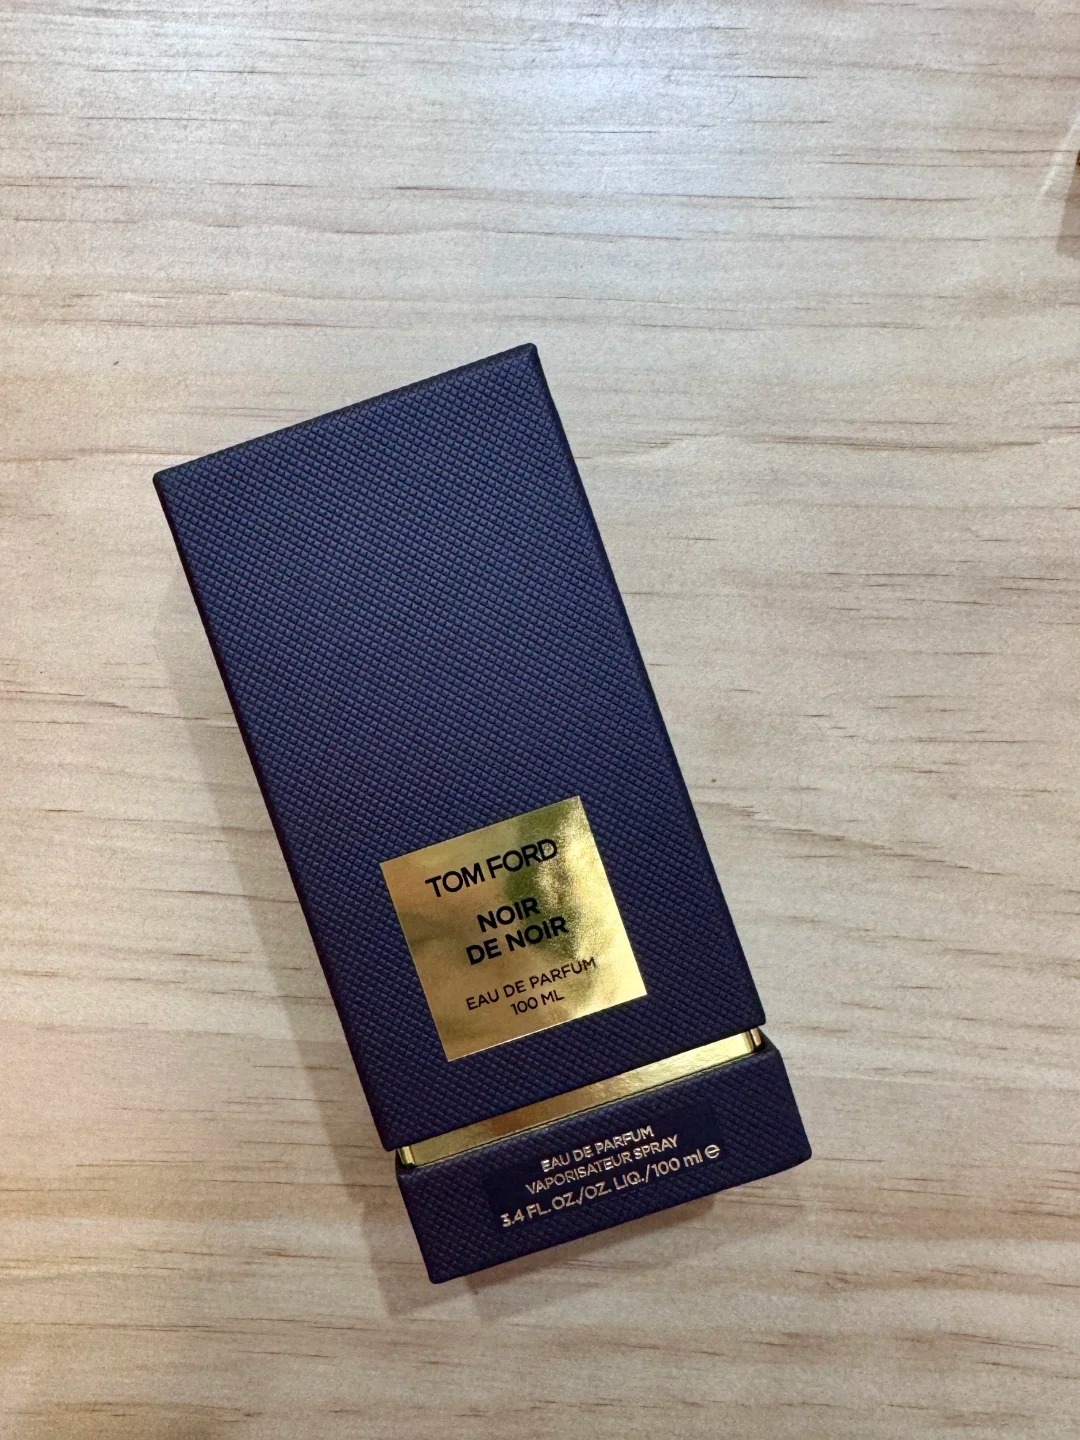 TOM FORD
NOIR
DE NOIR
EAU DE PARFUM
100 ML
EAU DE PARFUM
VAPORISATEUR SPRAY
3.4 FL. OZ./OZ. LIQ./100 ml ℮